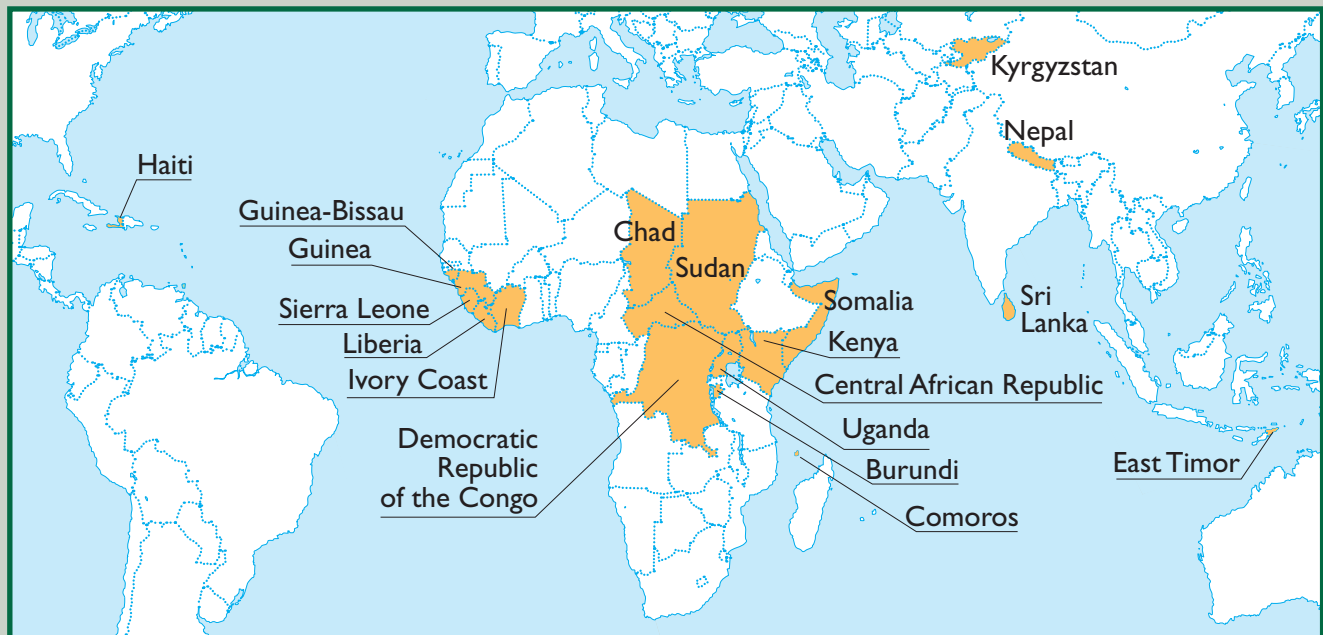 Kyrgyzstan
Nepal
Haiti
Guinea-Bissau
Guinea
Sierra Leone
Liberia
Ivory Coast
Chad
Sudan
Somalia
Kenya
Central African Republic
Sri
Lanka
Democratic
Republic
of the Congo
Uganda
Burundi
Comoros
East Timor